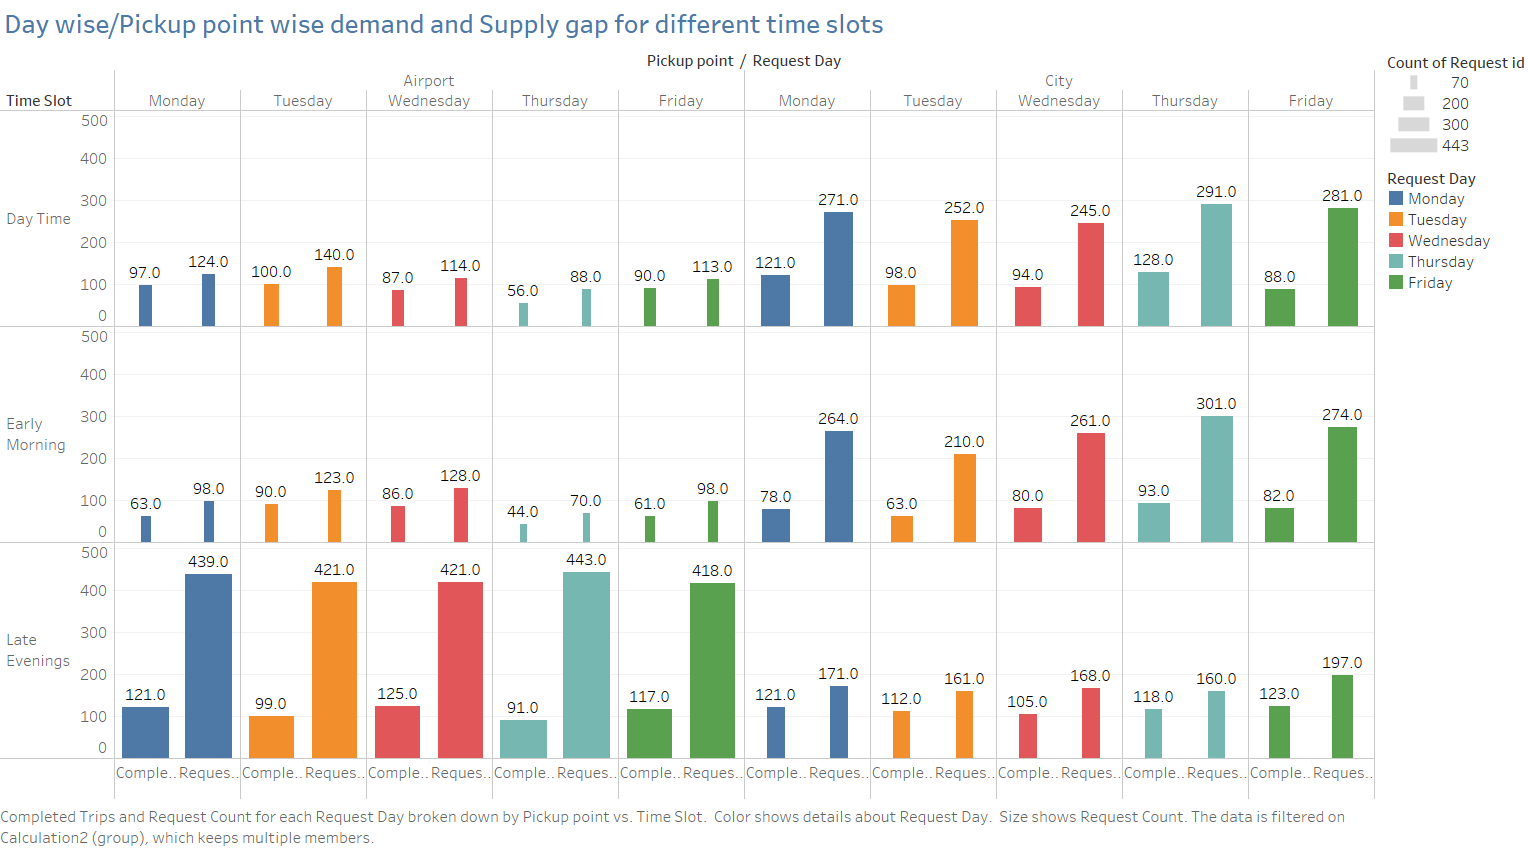 Day wise/Pickup point wise demand and Supply gap for different time slots
Pickup point / Request Day
Airport City
Time Slot Monday Tuesday Wednesday Thursday Friday Monday Tuesday Wednesday Thursday Friday
Day Time
500
400
300
200
100
0
97.0 124.0 100.0 140.0 87.0 114.0 56.0 88.0 90.0 113.0 121.0 271.0 98.0 252.0 94.0 245.0 128.0 291.0 88.0 281.0
Early
Morning
500
400
300
200
100
0
63.0 98.0 90.0 123.0 86.0 128.0 44.0 70.0 61.0 98.0 78.0 264.0 63.0 210.0 80.0 261.0 93.0 301.0 82.0 274.0
Late
Evenings
500
400
300
200
100
0
121.0 439.0 99.0 421.0 125.0 421.0 91.0 443.0 117.0 418.0 121.0 171.0 112.0 161.0 105.0 168.0 118.0 160.0 123.0 197.0
Comple.. Reques.. Comple.. Reques.. Comple.. Reques.. Comple.. Reques.. Comple.. Reques.. Comple.. Reques.. Comple.. Reques.. Comple.. Reques.. Comple.. Reques.. Comple.. Reques..
Count of Request id
70
200
300
443
Request Day
Monday
Tuesday
Wednesday
Thursday
Friday
Completed Trips and Request Count for each Request Day broken down by Pickup point vs. Time Slot. Color shows details about Request Day. Size shows Request Count. The data is filtered on
Calculation2 (group), which keeps multiple members.